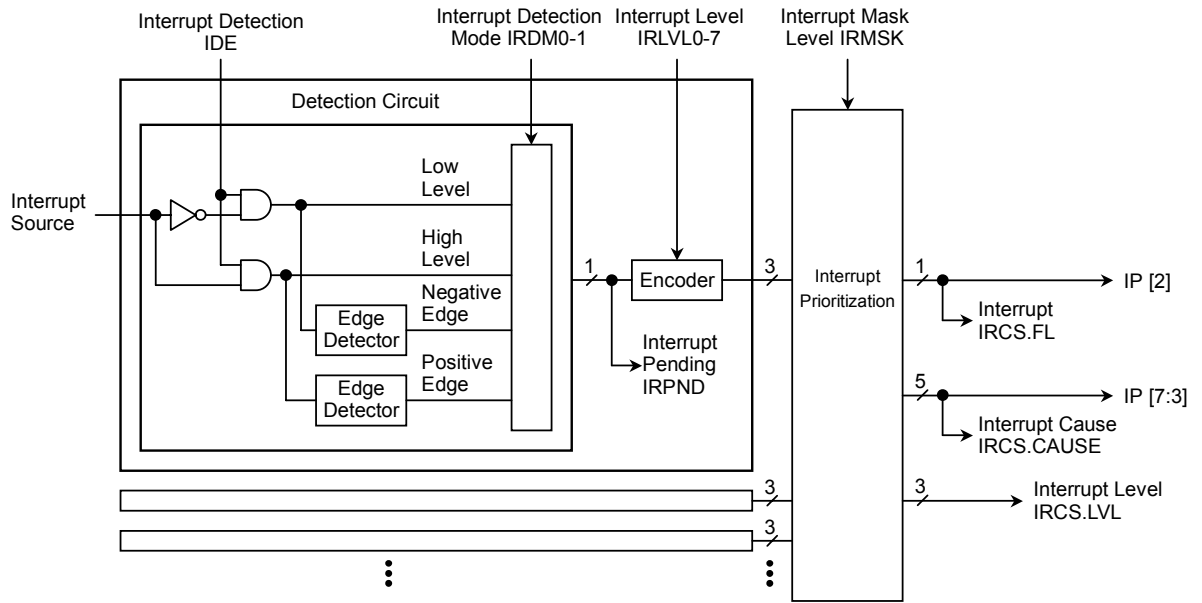 Interrupt Detection
IDE
Interrupt Detection
Mode IRDM0-1
Interrupt Level
IRLVL0-7
Interrupt Mask
Level IRMSK
Detection Circuit
Interrupt
Source
Low
Level
High
Level
Negative
Edge
Edge
Detector
Positive
Edge
Edge
Detector
1
Encoder
3
Interrupt
Pending
IRPND
Interrupt
Prioritization
1
IP [2]
Interrupt
IRCS.FL
5
IP [7:3]
Interrupt Cause
IRCS.CAUSE
3
Interrupt Level
IRCS.LVL
3
3